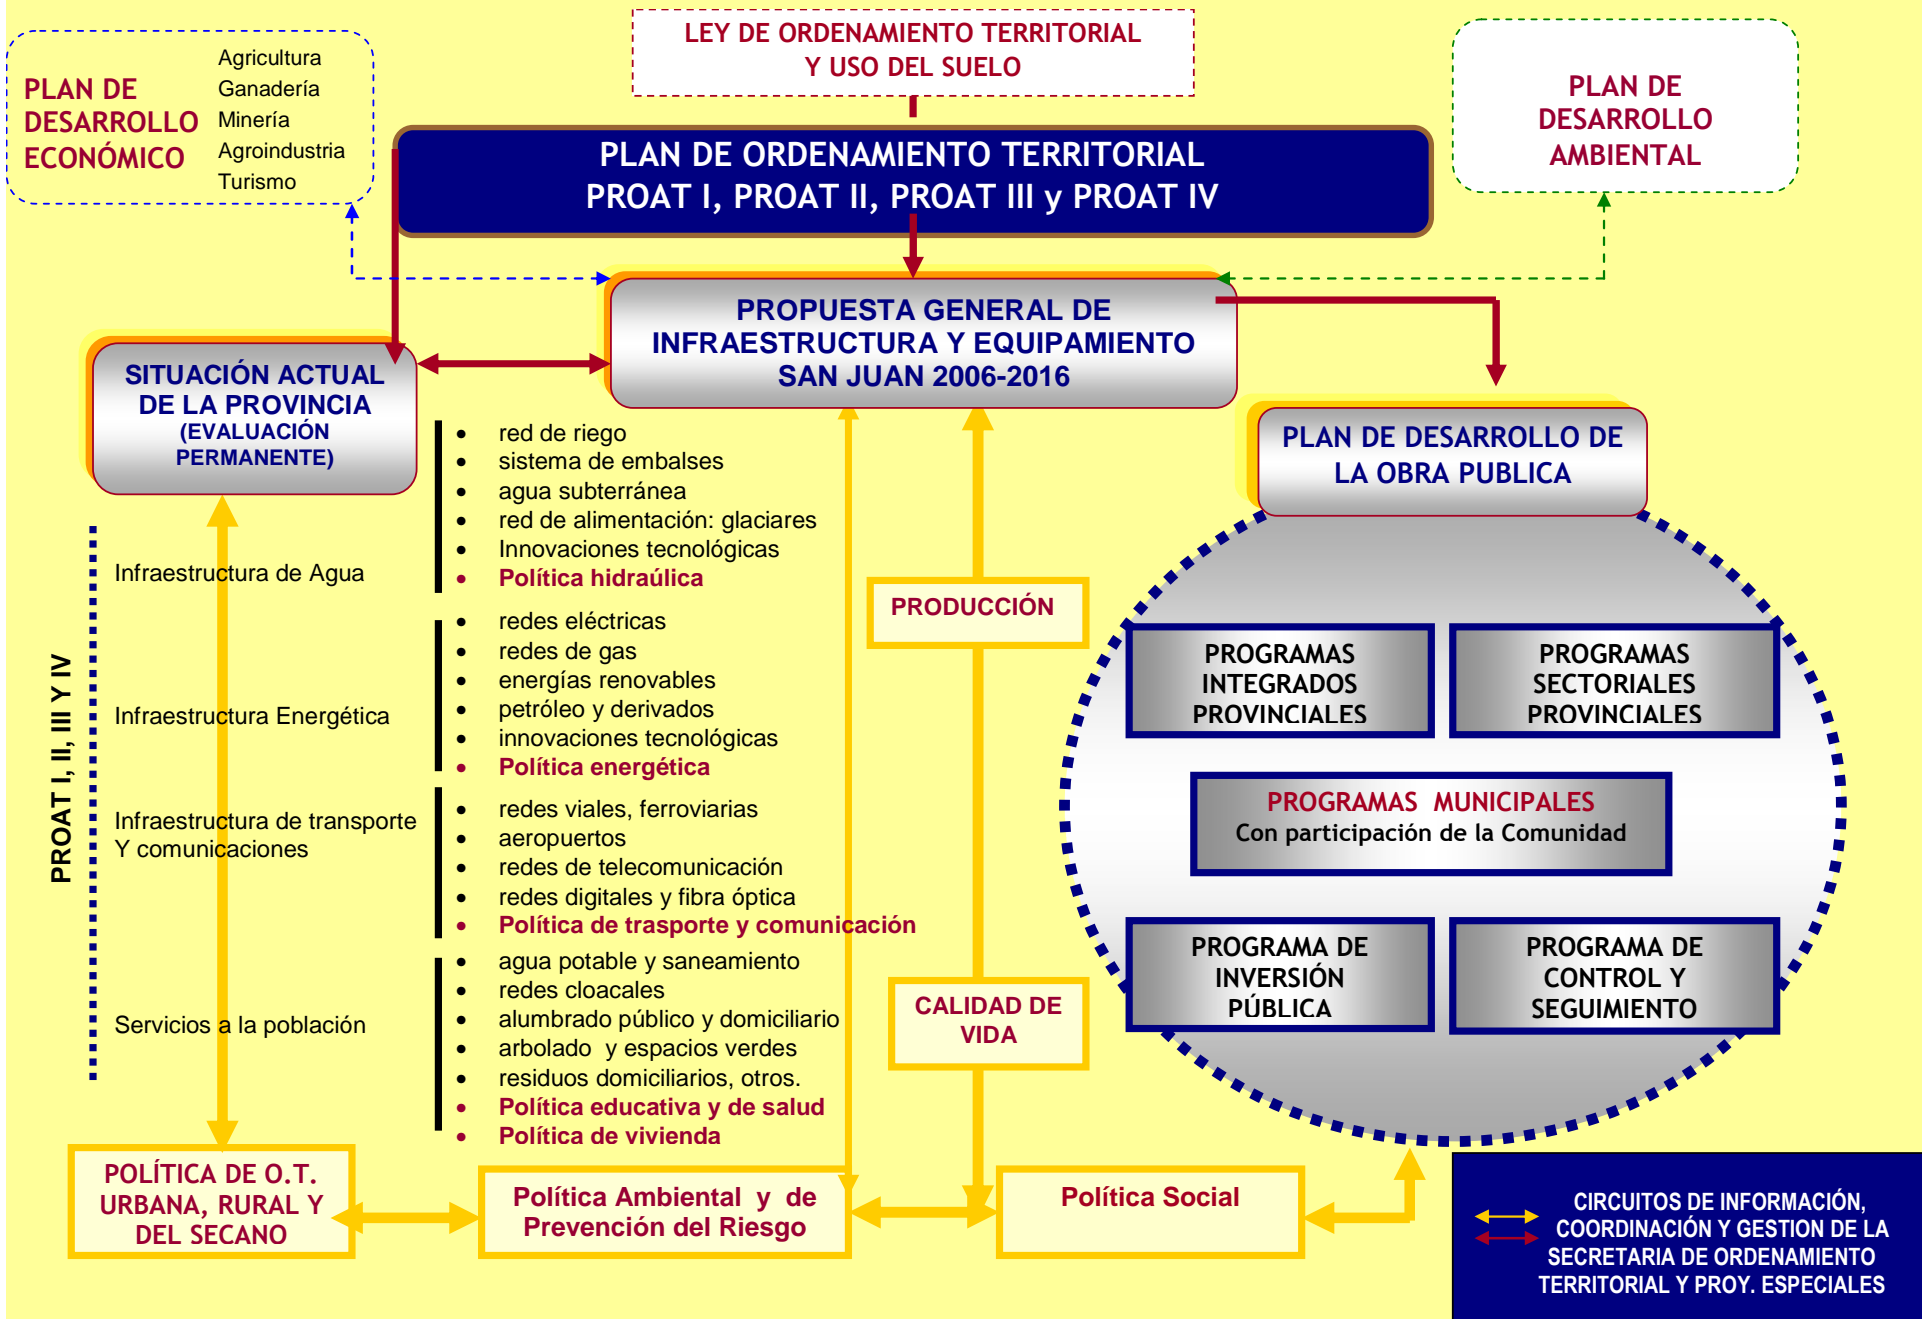 LEY DE ORDENAMIENTO TERRITORIAL
Y USO DEL SUELO
PLAN DE
DESARROLLO
ECONÓMICO
Agricultura
Ganadería
Minería
Agroindustria
Turismo
PLAN DE
DESARROLLO
AMBIENTAL
PLAN DE ORDENAMIENTO TERRITORIAL
PROAT I, PROAT II, PROAT III y PROAT IV
PROPUESTA GENERAL DE
INFRAESTRUCTURA Y EQUIPAMIENTO
SAN JUAN 2006-2016
SITUACIÓN ACTUAL
DE LA PROVINCIA
(EVALUACIÓN
PERMANENTE)
PLAN DE DESARROLLO DE
LA OBRA PUBLICA
PROAT I, II, III Y IV
Infraestructura de Agua
• red de riego
• sistema de embalses
• agua subterránea
• red de alimentación: glaciares
• Innovaciones tecnológicas
• Política hidraúlica
Infraestructura Energética
• redes eléctricas
• redes de gas
• energías renovables
• petróleo y derivados
• innovaciones tecnológicas
• Política energética
Infraestructura de transporte
Y comunicaciones
• redes viales, ferroviarias
• aeropuertos
• redes de telecomunicación
• redes digitales y fibra óptica
• Política de trasporte y comunicación
Servicios a la población
• agua potable y saneamiento
• redes cloacales
• alumbrado público y domiciliario
• arbolado y espacios verdes
• residuos domiciliarios, otros.
• Política educativa y de salud
• Política de vivienda
PRODUCCIÓN
CALIDAD DE
VIDA
PROGRAMAS
INTEGRADOS
PROVINCIALES
PROGRAMAS
SECTORIALES
PROVINCIALES
PROGRAMAS MUNICIPALES
Con participación de la Comunidad
PROGRAMA DE
INVERSIÓN
PÚBLICA
PROGRAMA DE
CONTROL Y
SEGUIMIENTO
POLÍTICA DE O.T.
URBANA, RURAL Y
DEL SECANO
Política Ambiental y de
Prevención del Riesgo
Política Social
CIRCUITOS DE INFORMACIÓN,
COORDINACIÓN Y GESTION DE LA
SECRETARIA DE ORDENAMIENTO
TERRITORIAL Y PROY. ESPECIALES